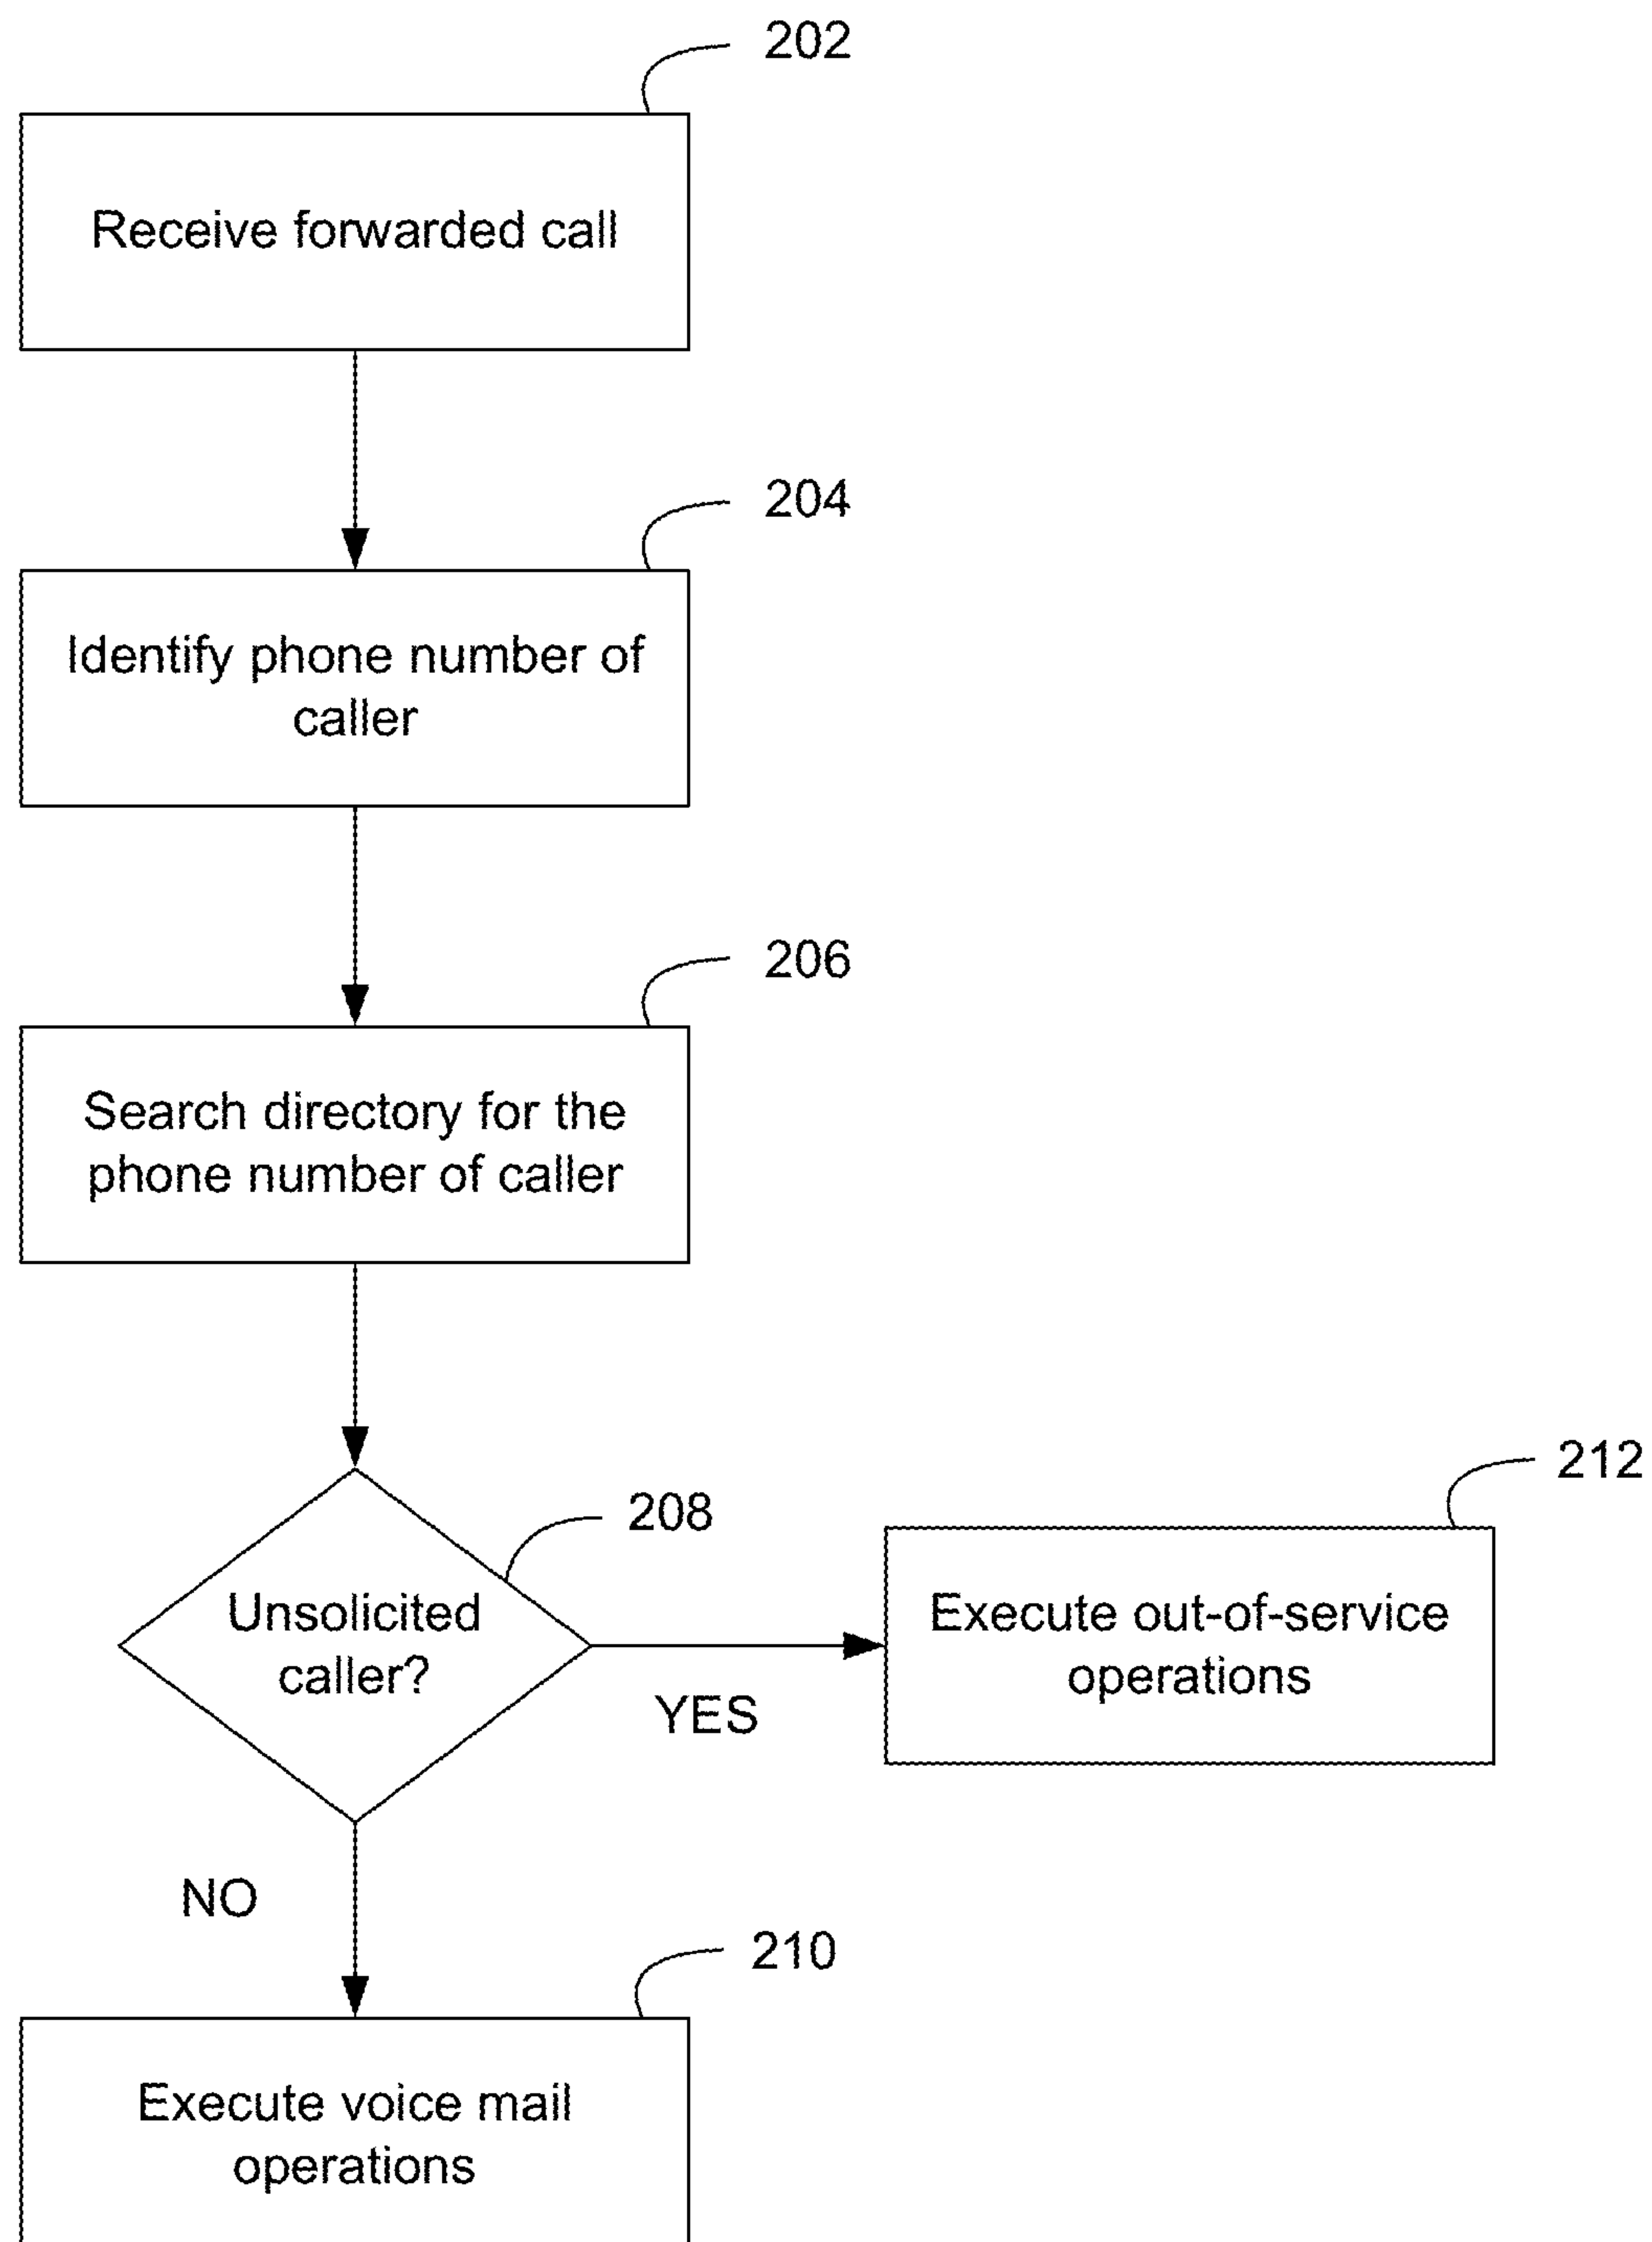 202
Receive forwarded call
204
Identify phone number of
caller
206
Search directory for the
phone number of caller
208
Unsolicited
caller?
YES
212
Execute out-of-service
operations
NO
210
Execute voice mail
operations